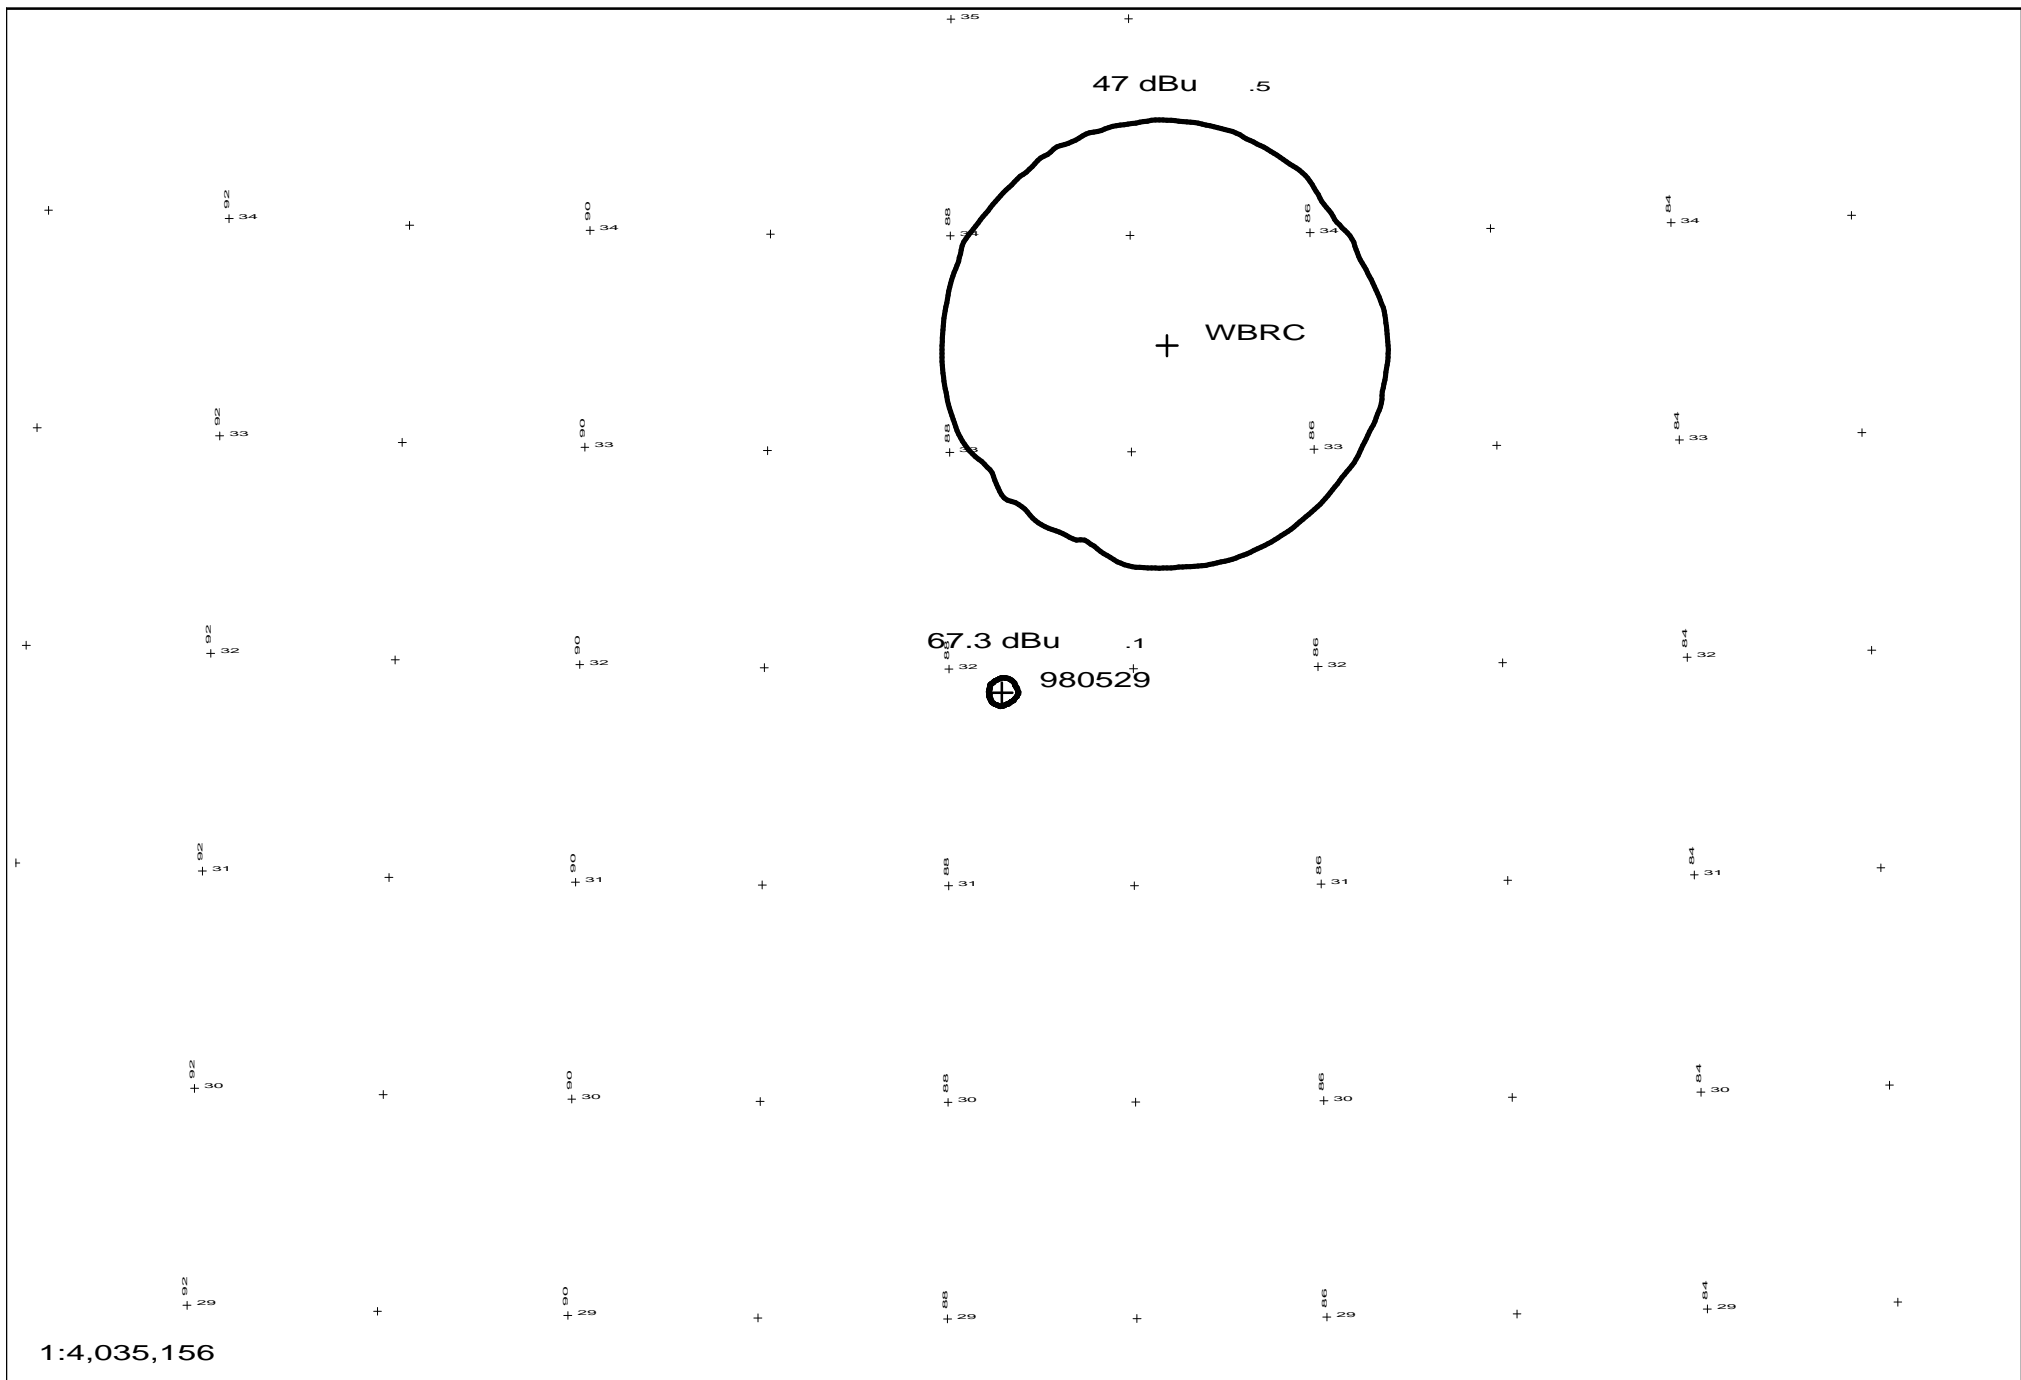 35
47 dBu .5
92 90 88 86 84
34 34 34 34 34
WBRC
92 90 88 86 84
33 33 33 33 33
67.3 dBu .1
92 90 88 86 84
32 32 32 32 32
980529
92 90 88 86 84
31 31 31 31 31
92 90 88 86 84
30 30 30 30 30
92 90 88 86 84
29 29 29 29 29
1:4,035,156